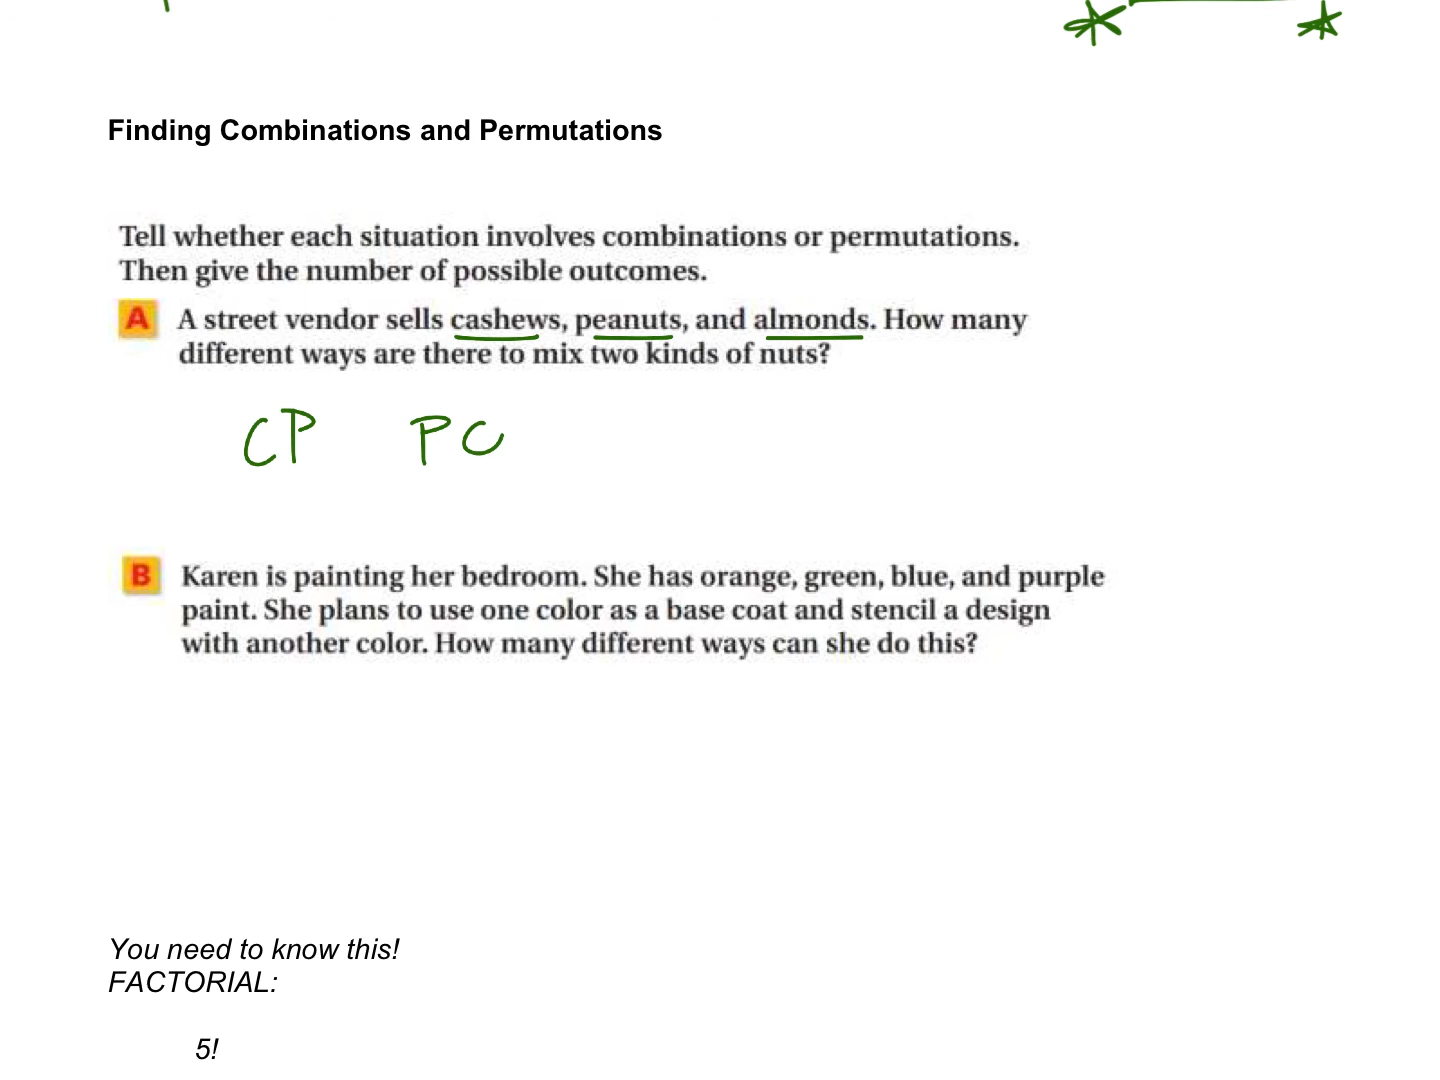 Finding Combinations and Permutations
Tell whether each situation involves combinations or permutations.
Then give the number of possible outcomes.
A A street vendor sells cashews, peanuts, and almonds. How many
different ways are there to mix two kinds of nuts?
CP PC
B Karen is painting her bedroom. She has orange, green, blue, and purple
paint. She plans to use one color as a base coat and stencil a design
with another color. How many different ways can she do this?
You need to know this!
FACTORIAL:
5!